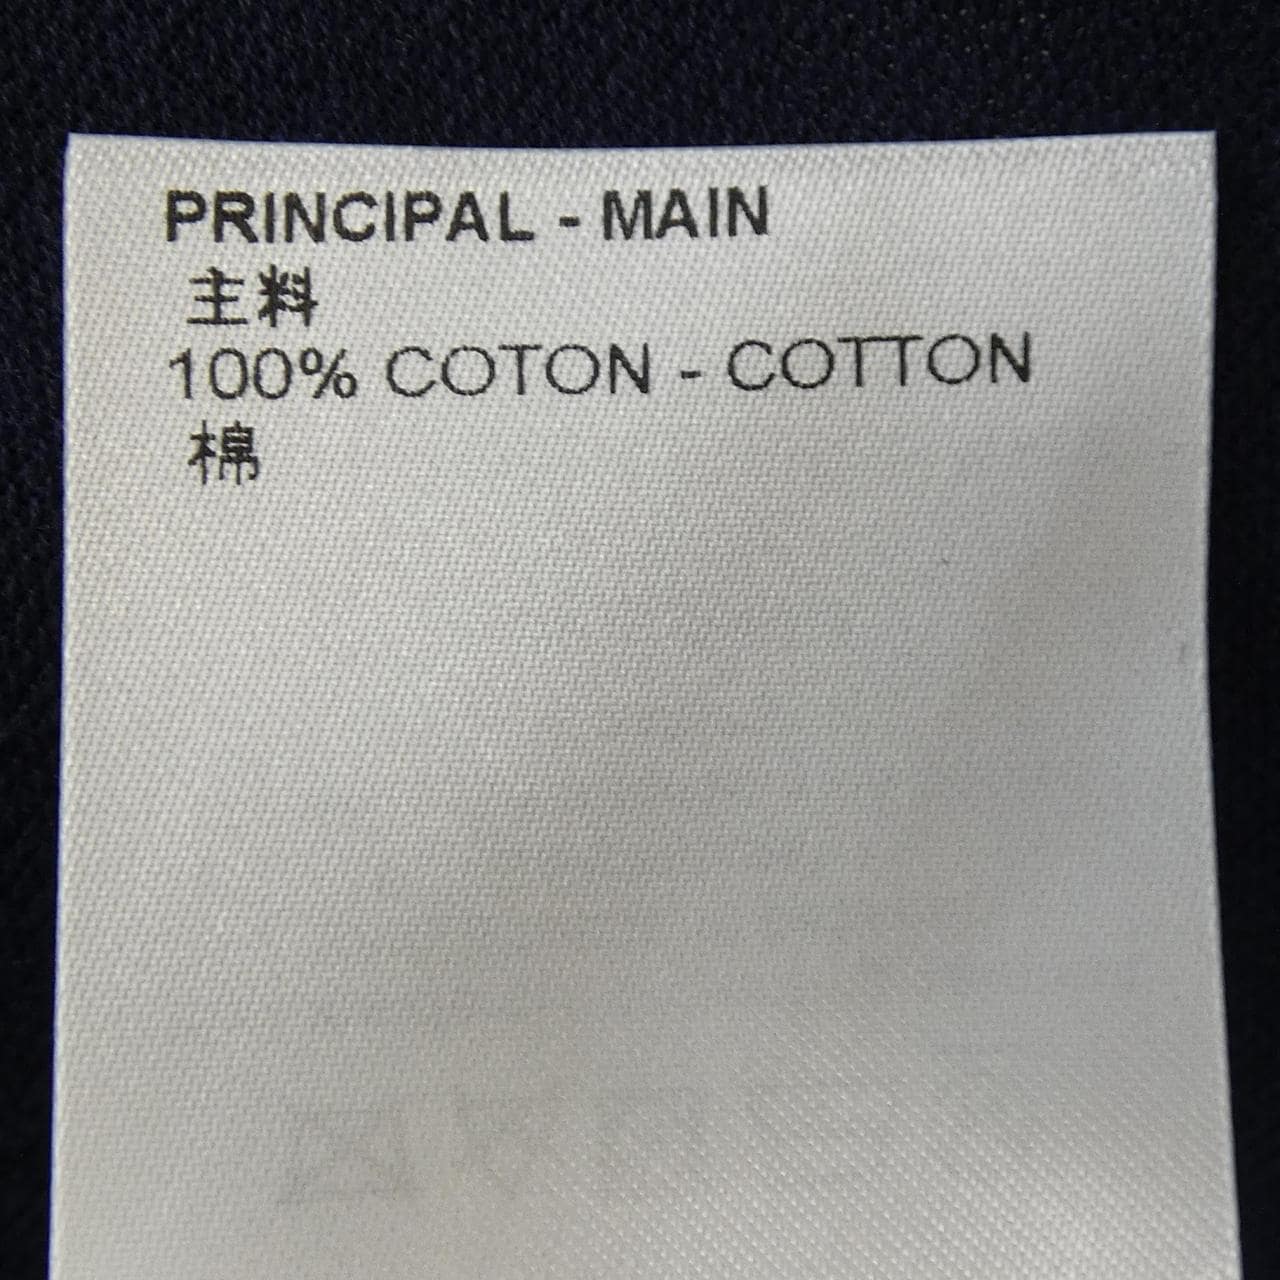 PRINCIPAL - MAIN
主料
100% COTON - COTTON
棉